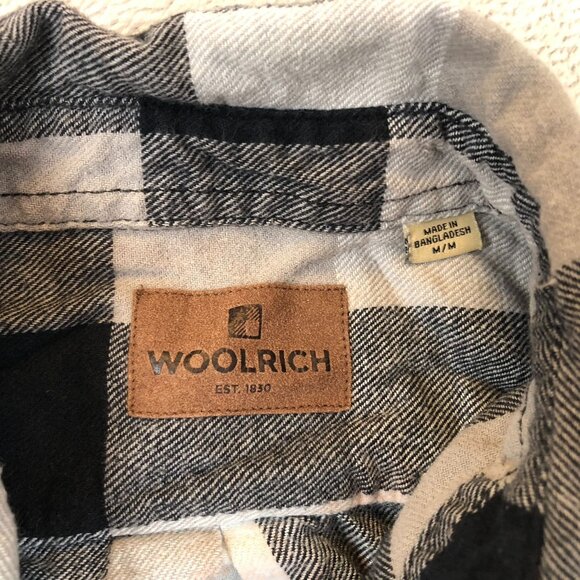 MADE IN
BANGLADESH
M/M
WOOLRICH
EST. 1830